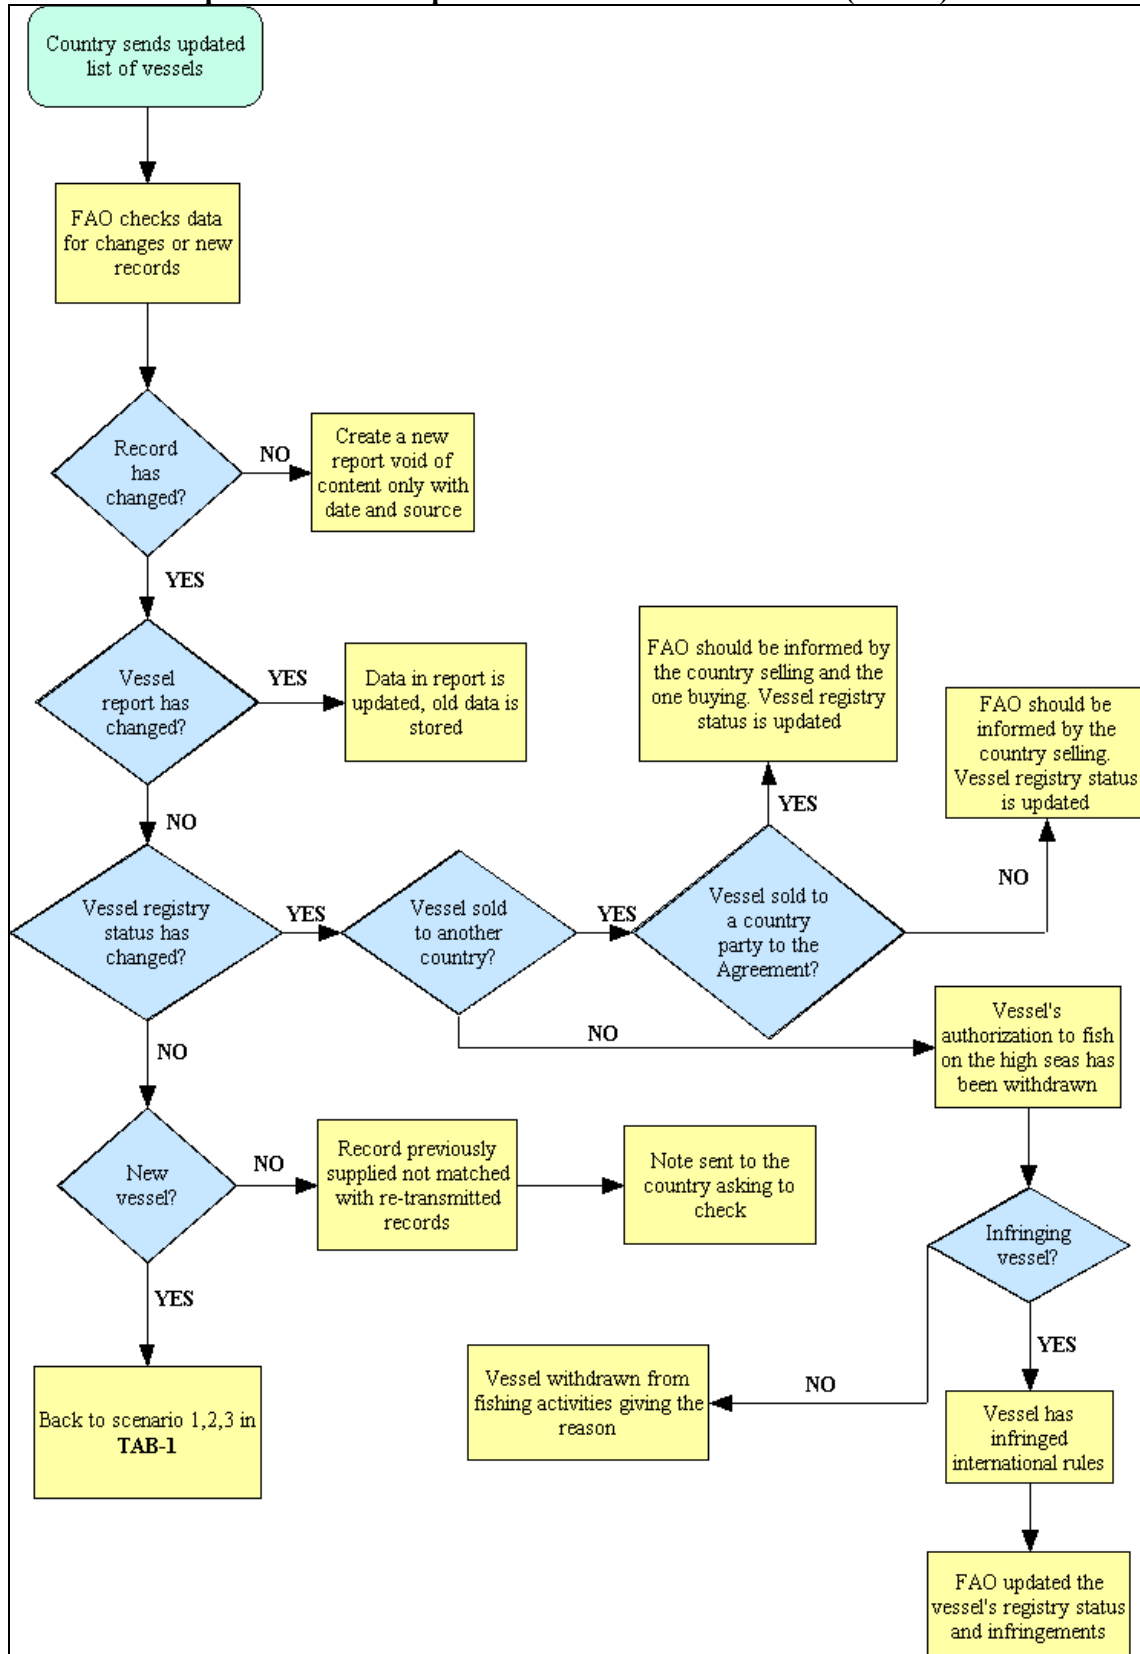 Country sends updated
list of vessels
FAO checks data
for changes or new
records
Record
has
changed?
NO
Create a new
report void of
content only with
date and source
YES
Vessel
report has
changed?
YES
Data in report is
updated, old data is
stored
FAO should be informed by
the country selling and the
one buying. Vessel registry
status is updated
FAO should be
informed by the
country selling.
Vessel registry status
is updated
NO
YES
NO
Vessel registry
status has
changed?
YES
Vessel sold
to another
country?
YES
Vessel sold to
a country
party to the
Agreement?
NO
NO
Vessel's
authorization to fish
on the high seas has
been withdrawn
New
vessel?
NO
Record previously
supplied not matched
with re-transmitted
records
Note sent to the
country asking to
check
Infringing
vessel?
YES
YES
NO
Vessel withdrawn from
fishing activities giving the
reason
Back to scenario 1,2,3 in
TAB-1
Vessel has
infringed
international rules
FAO updated the
vessel's registry status
and infringements